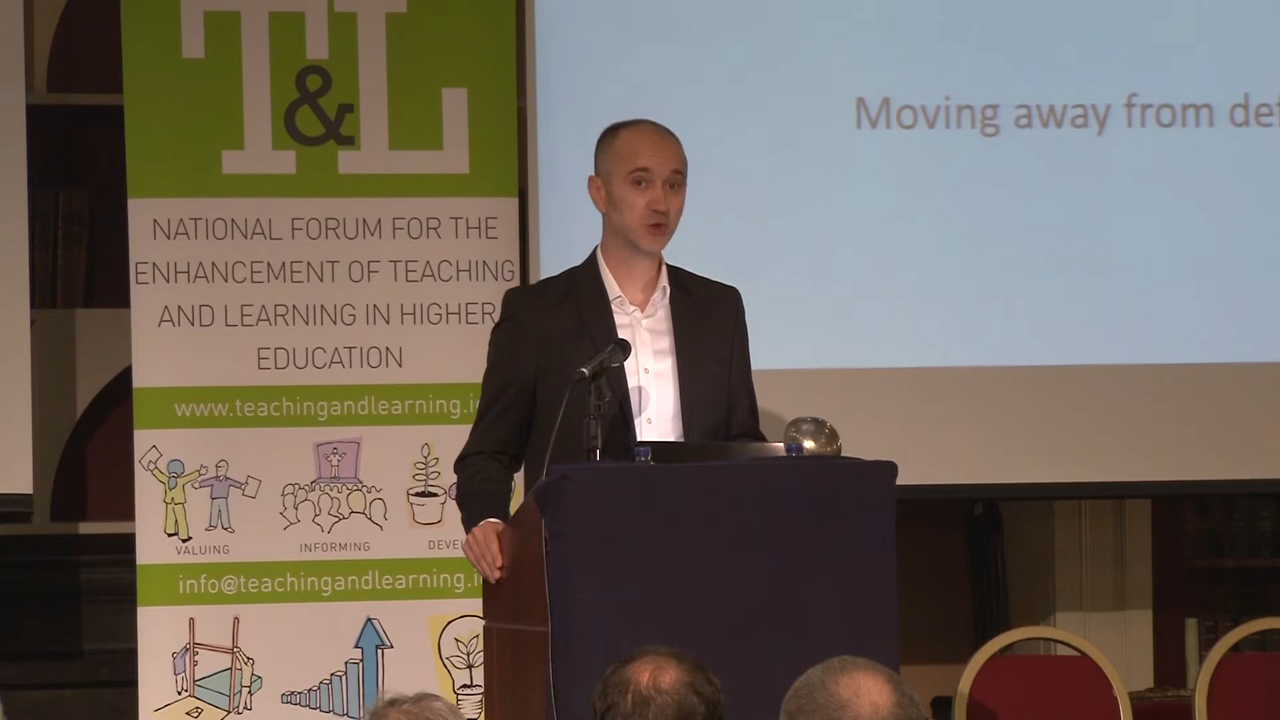 T&L
NATIONAL FORUM FOR THE
ENHANCEMENT OF TEACHING
AND LEARNING IN HIGHER
EDUCATION
www.teachingandlearning.i
VALUING
INFORMING
info@teachingandlearning.i
Moving away from